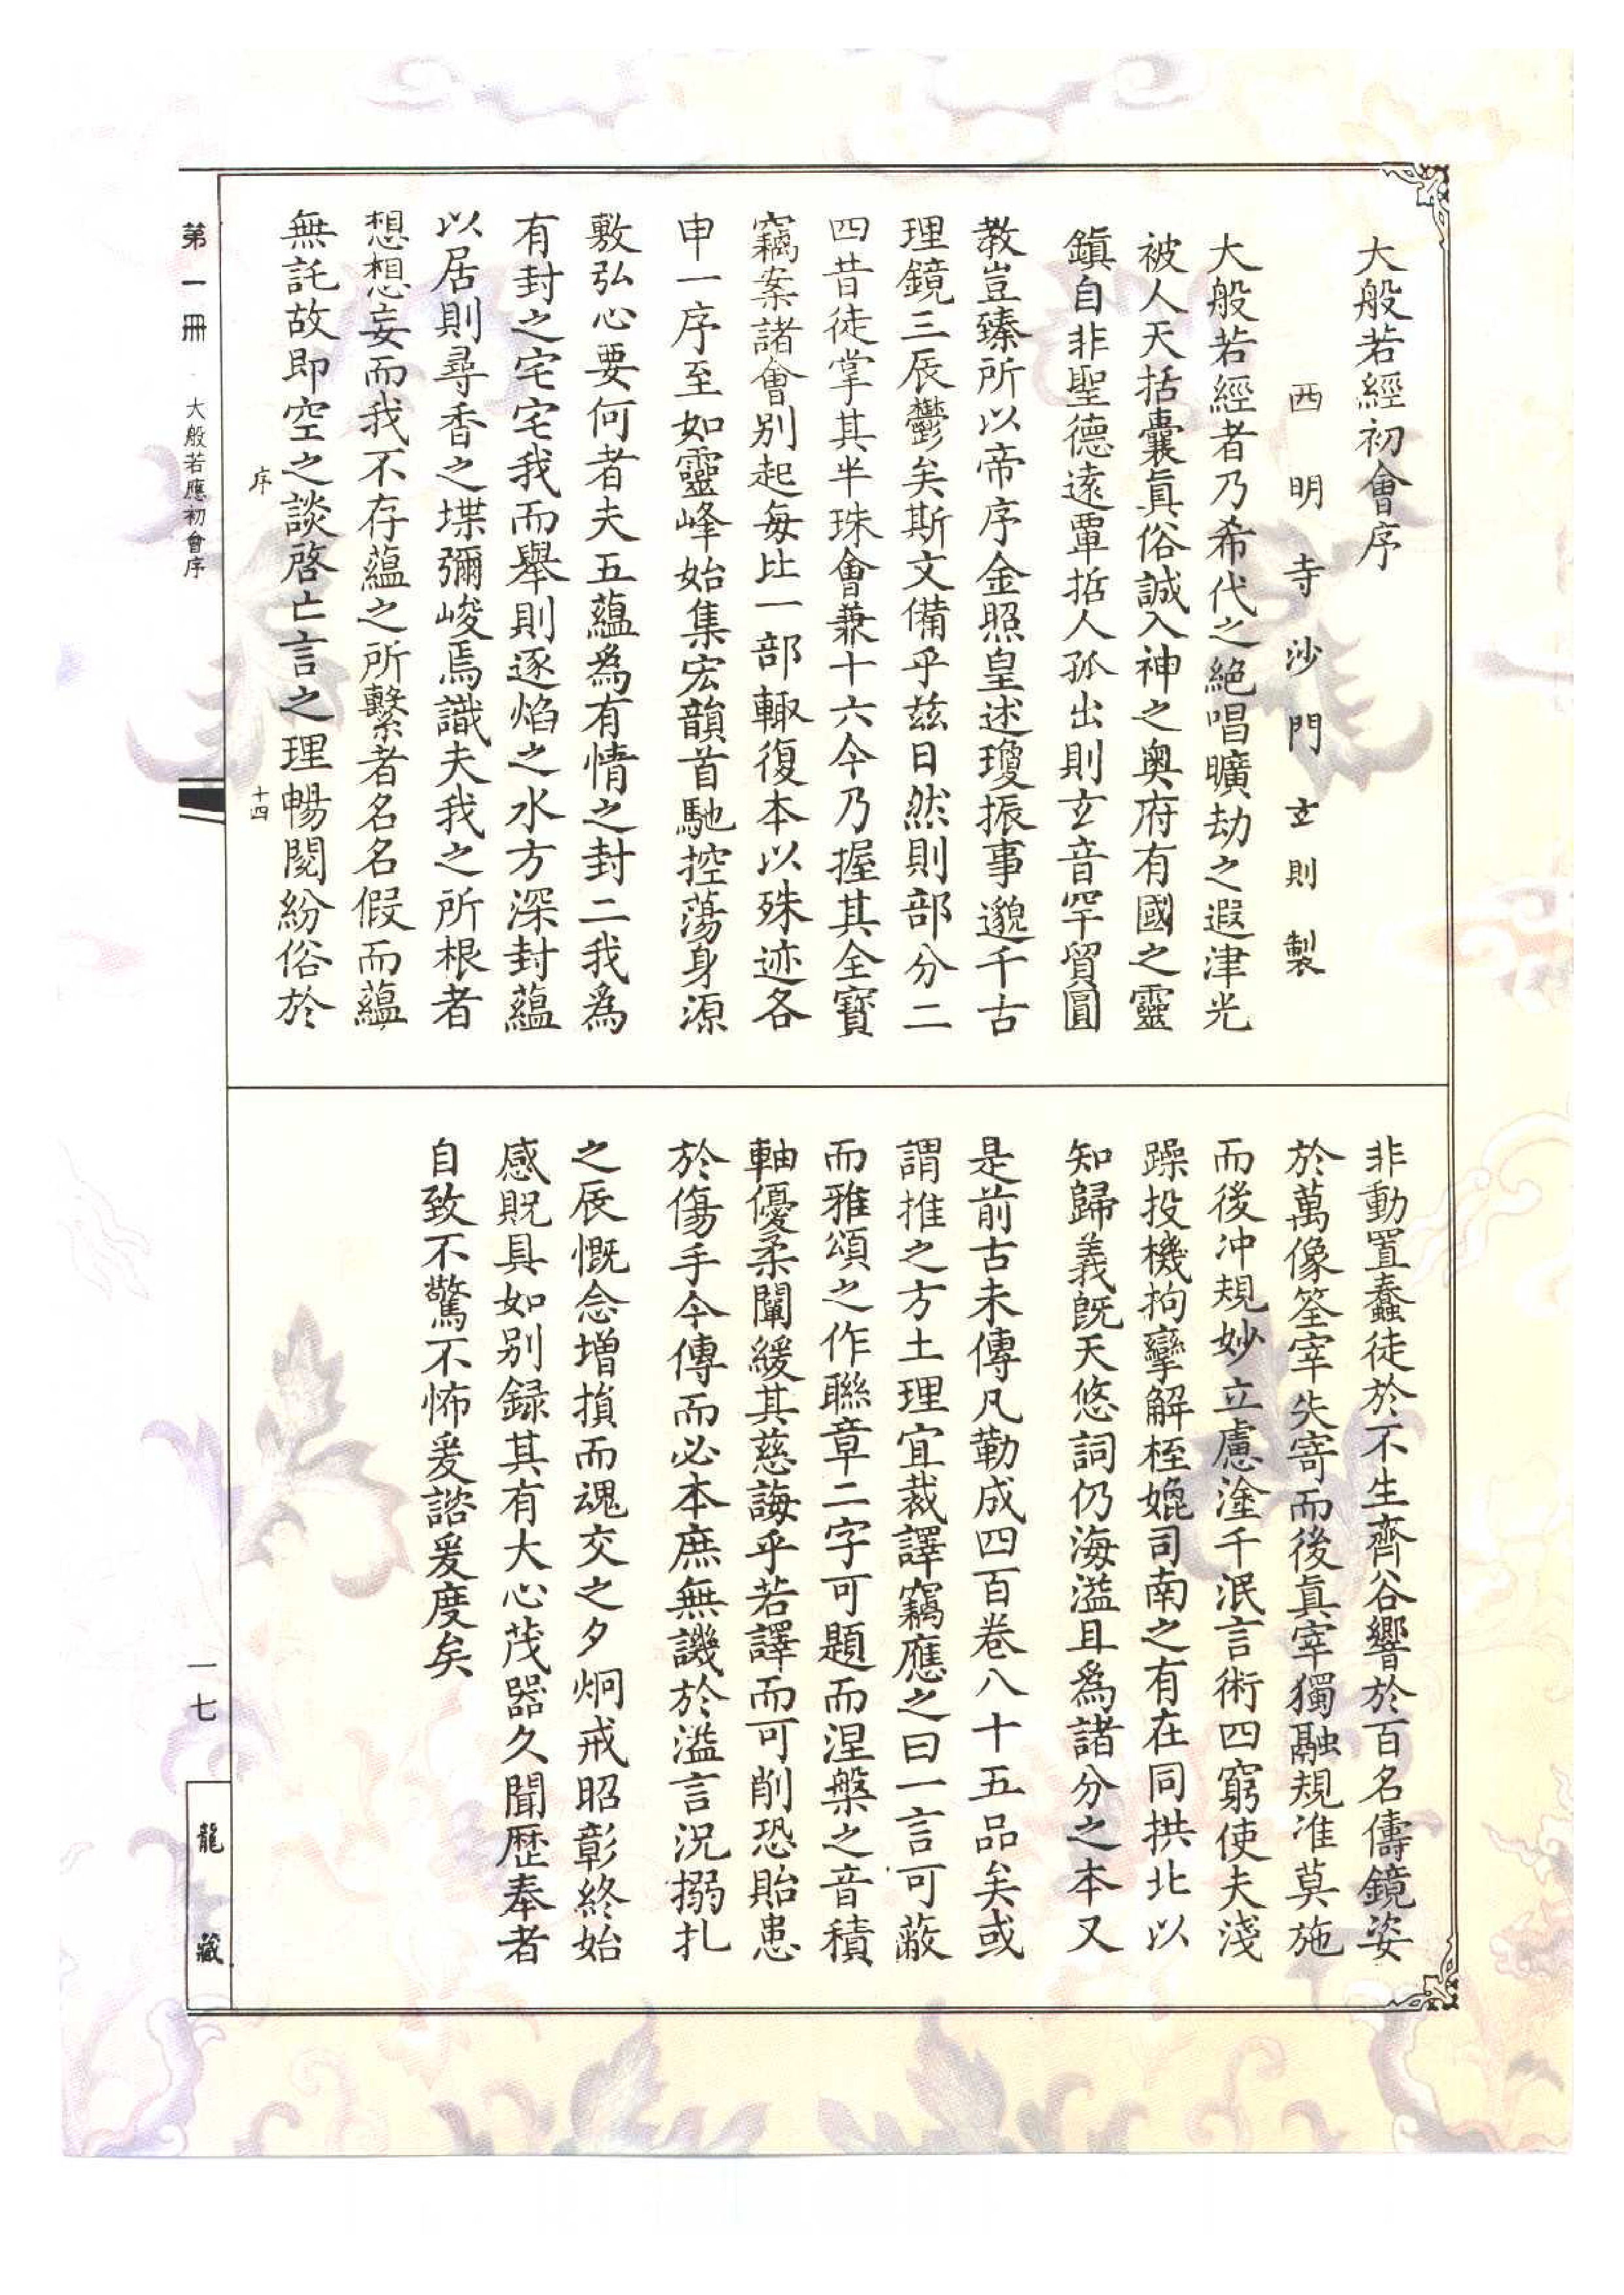 大般若經初會序
西明寺沙門玄則製
大般若經者乃希代之絕唱曠劫之遐津光
被人天括囊眞俗誠入神之奧府有國之靈
鎭自非聖德遠覃哲人孤出則玄音罕貿圓
教豈臻所以帝序金照皇述瓊振事邈千古
理鏡三辰鬱矣斯文備乎茲日然則部分二
四昔徒掌其半珠會兼十六今乃握其全寶
竊案諸會別起每比一部輙復本以殊迹各
申一序至如靈峰始集宏韻首馳控蕩身源
敷弘心要何者夫五蘊爲有情之封二我爲
有封之宅宅我而舉則逐焰之水方深封蘊
以居則尋香之堞彌峻焉識夫我我之所根者
想想妄而我不存蘊之所繫者名名假而蘊
無託故即空之談啓亡言之理暢閱紛俗於
序
十四
非動置蠢徒於不生齊谷響於百名儔鏡姿
於萬像筌宰失寄而後眞宰獨融規准莫施
而後沖規妙立慮塗千泯言術四窮使夫淺
躁投機拘攣解桎媲司南之有在同拱北以
知歸義旣天悠詞仍海溢且爲諸分之本又
是前古未傳凡勒成四百卷八十五品矣或
謂推之方土理宜裁譯竊應之曰一言可蔽
而雅頌之作聯章二字可題而涅槃之音積
軸優柔闡緩其慈誨乎若譯而可削恐貽患
於傷手今傳而必本庶無譏於溢言況搦扎
之辰慨念增損而魂交之夕炯戒昭彰終始
感貺具如別録其有大心茂器久聞歴奉者
自致不驚不怖爰諮爰度矣
第一冊
大般若應初會序
一七
龍藏